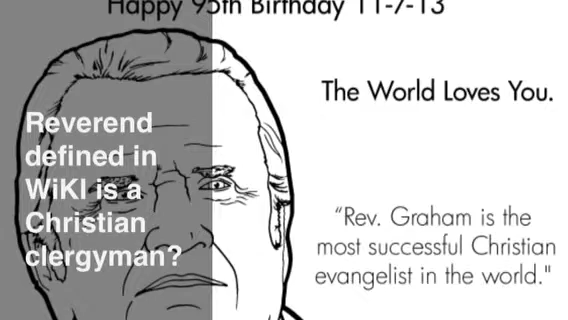 Happy 95th Birthday 11-7-13
The World Loves You.
Reverend
defined in
WiKI is a
Christian
clergyman?
“Rev. Graham is the
most successful Christian
evangelist in the world."